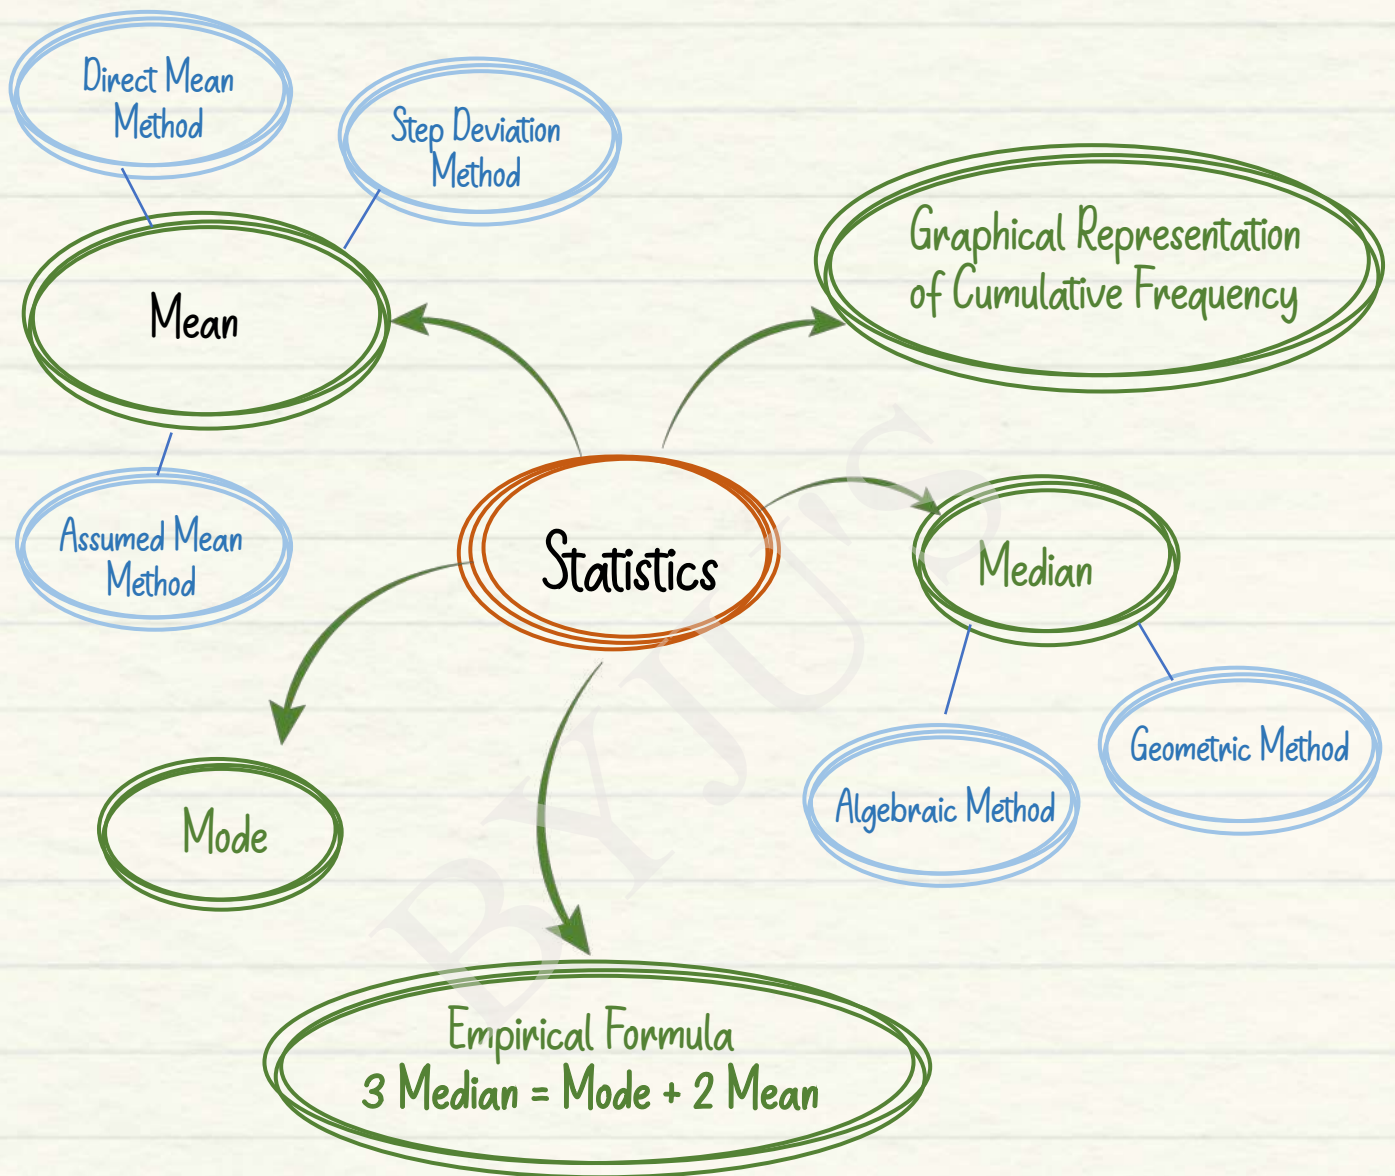 Direct Mean
Method
Step Deviation
Method
Mean
Assumed Mean
Method
Graphical Representation
of Cumulative Frequency
Statistics
Median
Algebraic Method
Geometric Method
Mode
Empirical Formula
3 Median = Mode + 2 Mean
BYJU'S